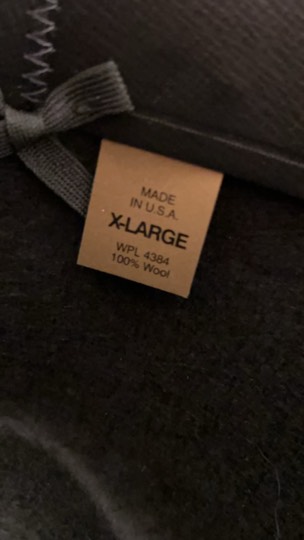 MADE
IN U.S.A.
X-LARGE
WPL 4384
100% Wool